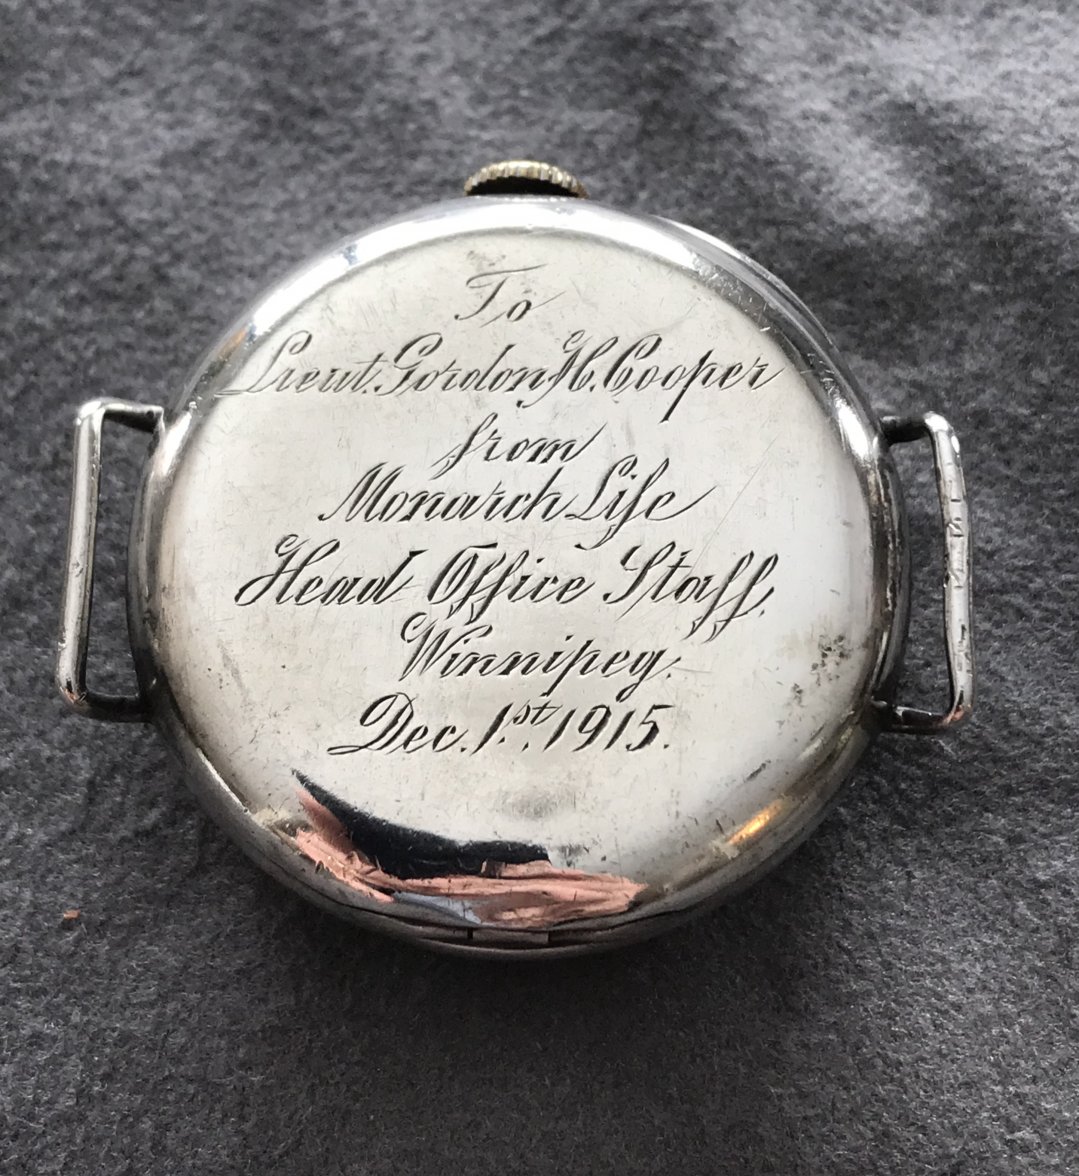 To
Lieut. Gordon H. Cooper
from
Monarch Life
Head Office Staff,
Winnipeg.
Dec. 1st, 1915.